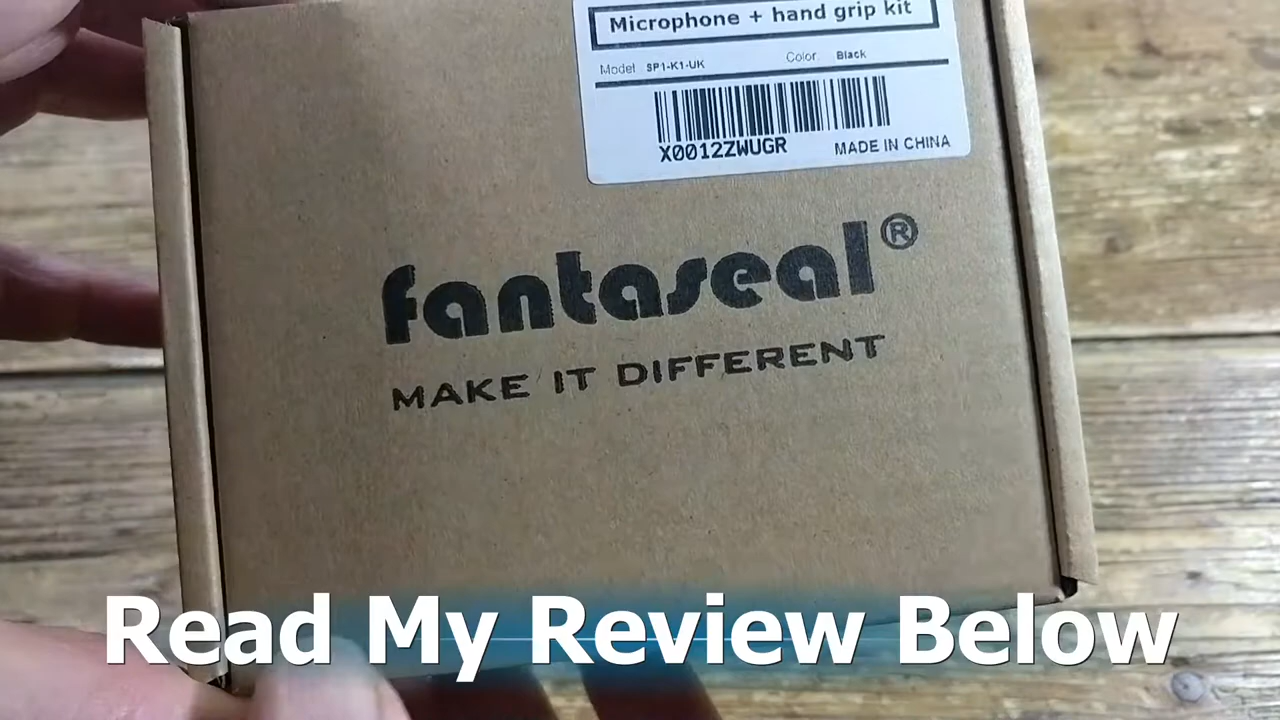 Microphone + hand grip kit
Model SP1-K1-UK Color: Black
X0012ZWUGR MADE IN CHINA
fantaseal®
MAKE IT DIFFERENT
Read My Review Below